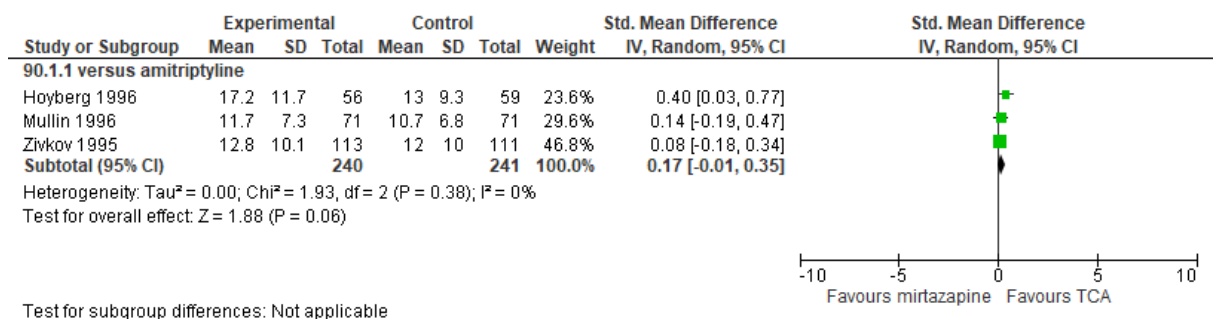 Experimental Control Std. Mean Difference Std. Mean Difference
Study or Subgroup Mean SD Total Mean SD Total Weight IV, Random, 95% CI IV, Random, 95% CI
90.1.1 versus amitriptyline
Hoyberg 1996 17.2 11.7 56 13 9.3 59 23.6% 0.40 [0.03, 0.77]
Mullin 1996 11.7 7.3 71 10.7 6.8 71 29.6% 0.14 [-0.19, 0.47]
Zivkov 1995 12.8 10.1 113 12 10 111 46.8% 0.08 [-0.18, 0.34]
Subtotal (95% CI) 240 241 100.0% 0.17 [-0.01, 0.35]
Heterogeneity: Tau² = 0.00; Chi² = 1.93, df = 2 (P = 0.38); I² = 0%
Test for overall effect: Z = 1.88 (P = 0.06)
-10 -5 0 5 10
Favours mirtazapine Favours TCA
Test for subgroup differences: Not applicable